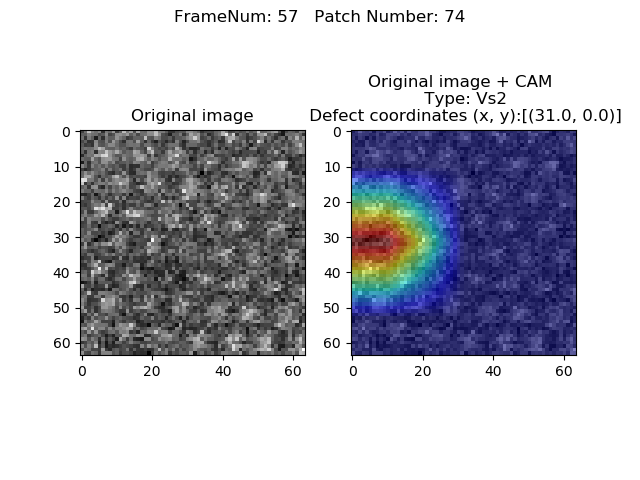 FrameNum: 57   Patch Number: 74
Original image
Original image + CAM
Type: Vs2
Defect coordinates (x, y):[(31.0, 0.0)]
0
10
20
30
40
50
60
0 20 40 60
0
10
20
30
40
50
60
0 20 40 60